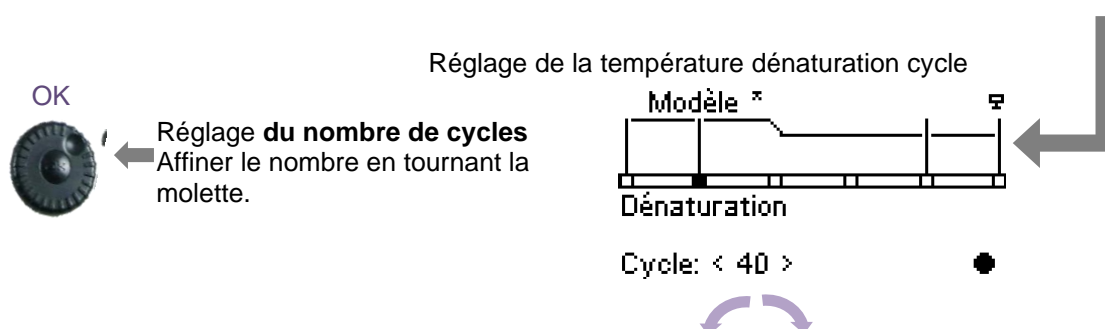 Réglage de la température dénaturation cycle
OK
Modèle
Réglage du nombre de cycles
Affiner le nombre en tournant la
molette.
Dénaturation
Cycle: < 40 >